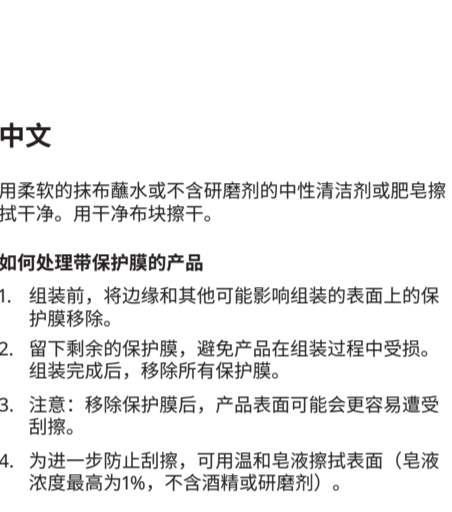 中文
用柔软的抹布蘸水或不含研磨剂的中性清洁剂或肥皂擦
拭干净。用干净布块擦干。
如何处理带保护膜的产品
1. 组装前，将边缘和其他可能影响组装的表面上的保
护膜移除。
2. 留下剩余的保护膜，避免产品在组装过程中受损。
组装完成后，移除所有保护膜。
3. 注意：移除保护膜后，产品表面可能会更容易遭受
刮擦。
4. 为进一步防止刮擦，可用温和皂液擦拭表面（皂液
浓度最高为1%，不含酒精或研磨剂）。